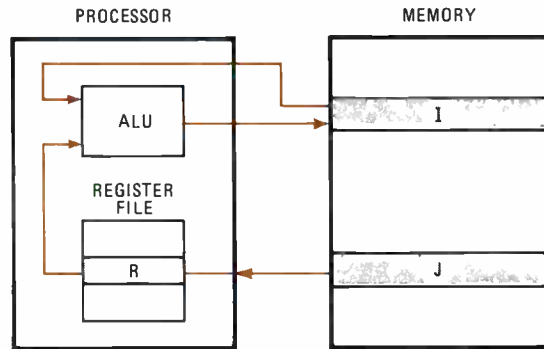 PROCESSOR
MEMORY
ALU
I
REGISTER
FILE
R
J